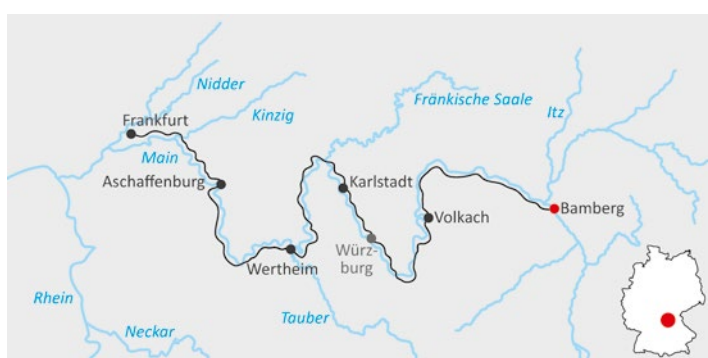 Nidder
Fränkische Saale
Itz
Frankfurt
Kinzig
Main
Aschaffenburg
Karlstadt
Bamberg
Volkach
Würz-
burg
Wertheim
Rhein
Tauber
Neckar